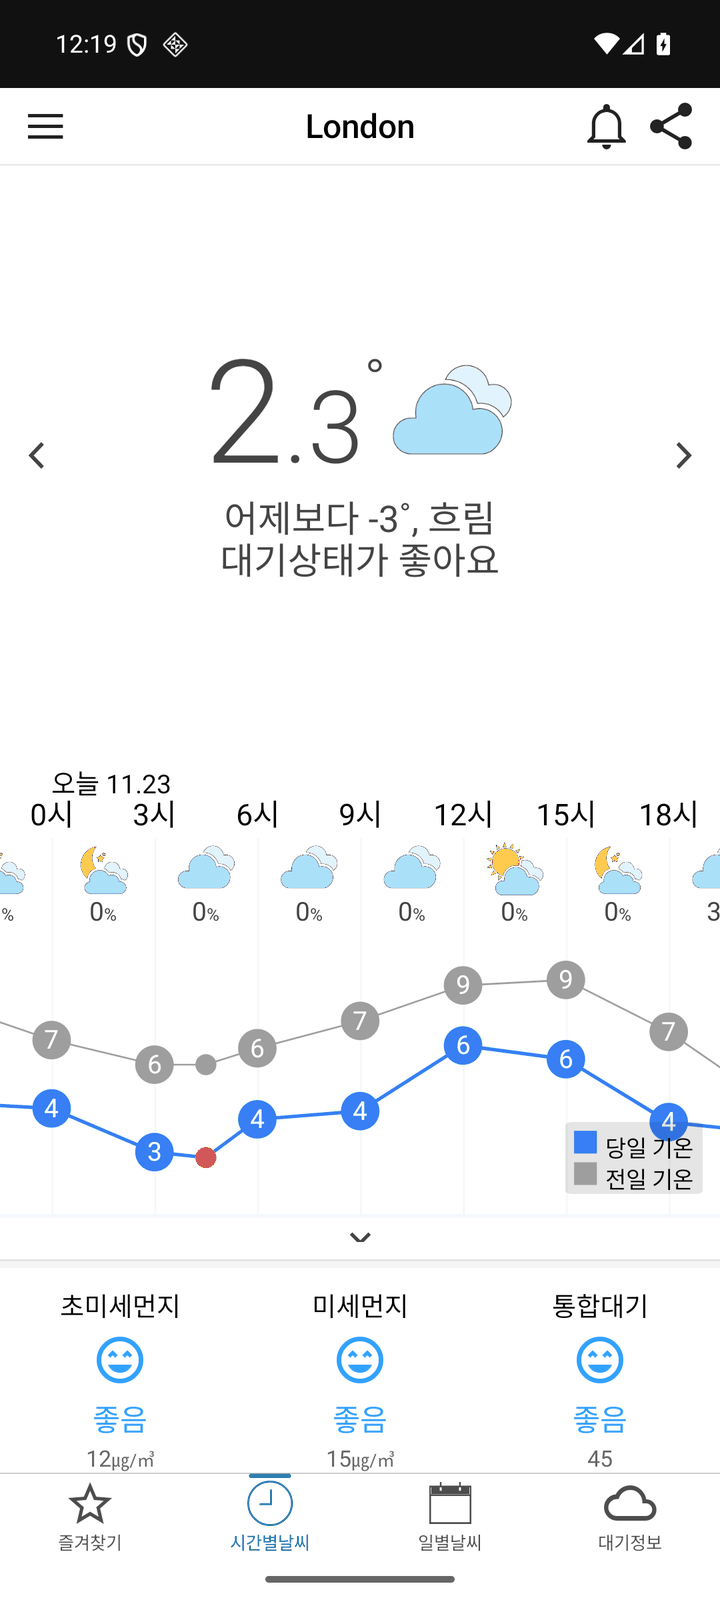 12:19
London
2.3°
어제보다 -3°, 흐림
대기상태가 좋아요
오늘 11.23
0시 3시 6시 9시 12시 15시 18시
% 0% 0% 0% 0% 0% 0% 3
7 6 6 7 9 9 7
4 3 4 4 6 6 4
당일 기온
전일 기온
초미세먼지 미세먼지 통합대기
좋음 좋음 좋음
12㎍/㎥ 15㎍/㎥ 45
즐겨찾기 시간별날씨 일별날씨 대기정보